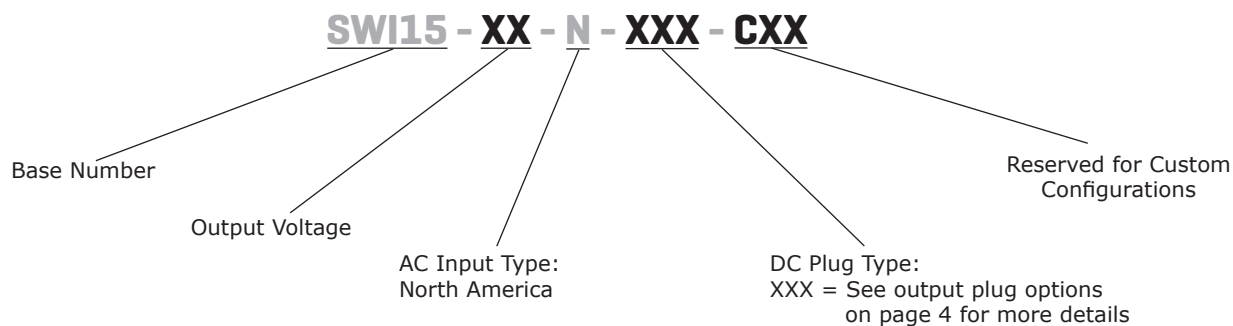 SWI15 - XX - N - XXX - CXX
Base Number
Output Voltage
AC Input Type:
North America
DC Plug Type:
XXX = See output plug options
on page 4 for more details
Reserved for Custom
Configurations